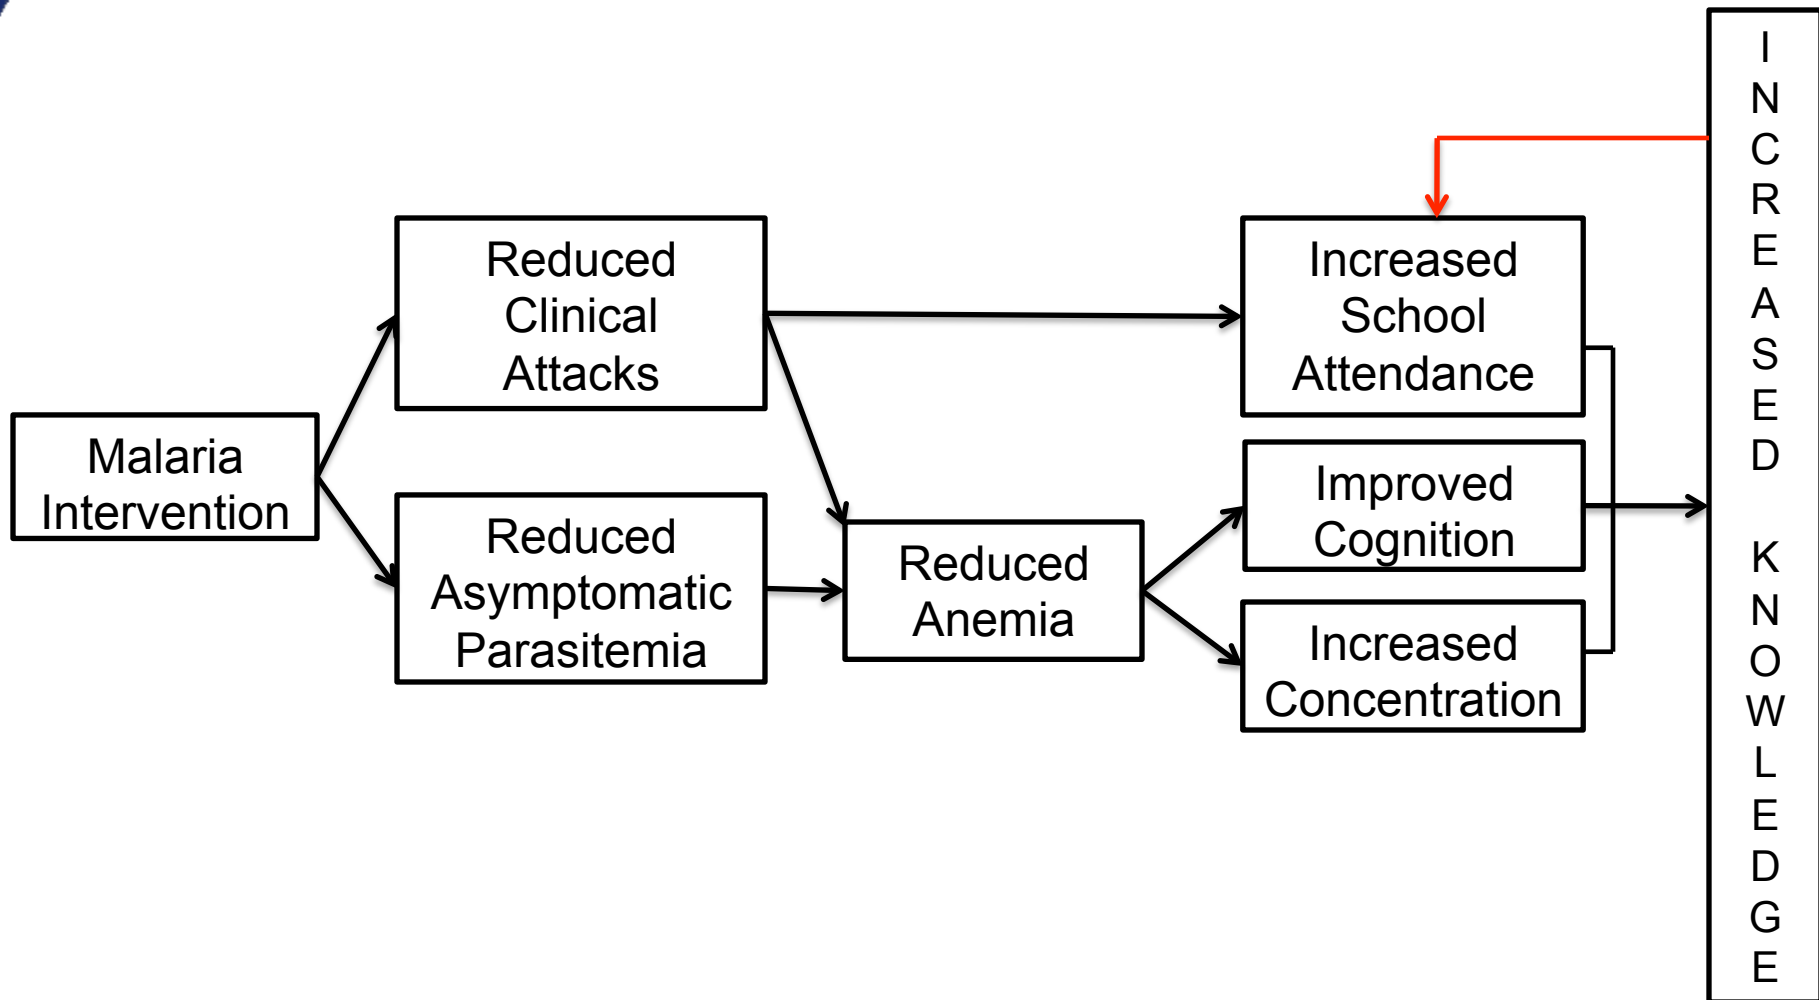 Malaria
Intervention
Reduced
Clinical
Attacks
Reduced
Asymptomatic
Parasitemia
Reduced
Anemia
Increased
School
Attendance
Improved
Cognition
Increased
Concentration
I
N
C
R
E
A
S
E
D
K
N
O
W
L
E
D
G
E